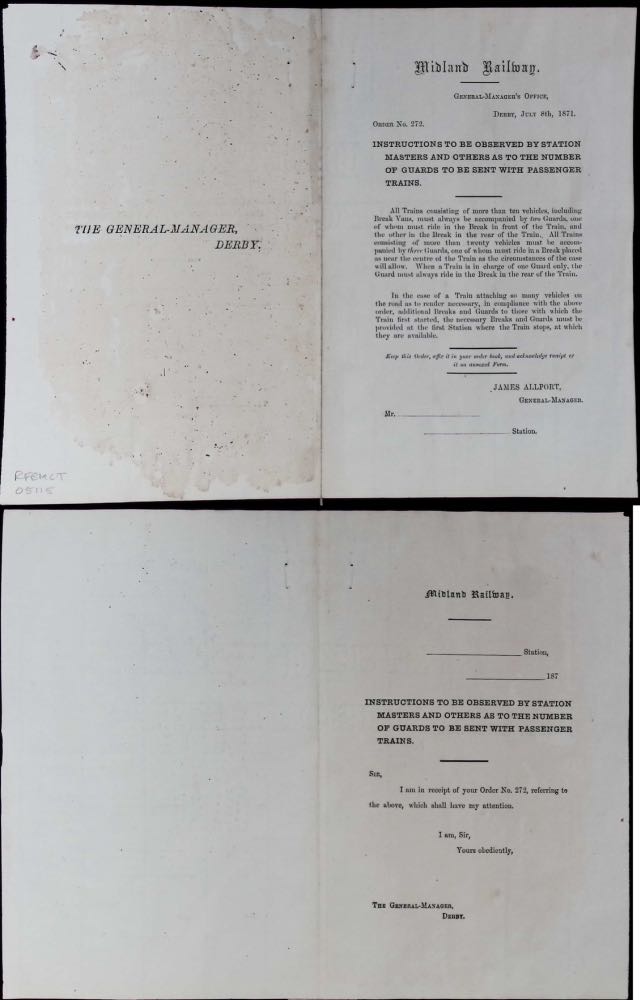 THE GENERAL-MANAGER,
DERBY.
RFEMCT
05115
Midland Railway.
GENERAL-MANAGER'S OFFICE,
DERBY, JULY 8th, 1871.
ORDER No. 272.
INSTRUCTIONS TO BE OBSERVED BY STATION
MASTERS AND OTHERS AS TO THE NUMBER
OF GUARDS TO BE SENT WITH PASSENGER
TRAINS.
All Trains consisting of more than ten vehicles, including
Break Vans, must always be accompanied by two Guards, one
of whom must ride in the Break in front of the Train, and
the other in the Break in the rear of the Train. All Trains
consisting of more than twenty vehicles must be accom-
panied by three Guards, one of whom must ride in a Break placed
as near the centre of the Train as the circumstances of the case
will allow. When a Train is in charge of one Guard only, the
Guard must always ride in the Break in the rear of the Train.
In the case of a Train attaching so many vehicles on
the road as to render necessary, in compliance with the above
order, additional Breaks and Guards to those with which the
Train first started, the necessary Breaks and Guards must be
provided at the first Station where the Train stops, at which
they are available.
Keep this Order, affix it in your order book, and acknowledge receipt of
it on annexed Form.
JAMES ALLPORT,
GENERAL-MANAGER.
Mr.
Station.
Midland Railway.
Station,
187
INSTRUCTIONS TO BE OBSERVED BY STATION
MASTERS AND OTHERS AS TO THE NUMBER
OF GUARDS TO BE SENT WITH PASSENGER
TRAINS.
SIR,
I am in receipt of your Order No. 272, referring to
the above, which shall have my attention.
I am, Sir,
Yours obediently,
THE GENERAL-MANAGER,
DERBY.